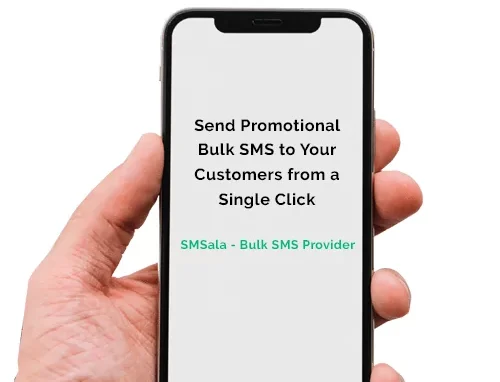 Send Promotional
Bulk SMS to Your
Customers from a
Single Click
SMSala - Bulk SMS Provider